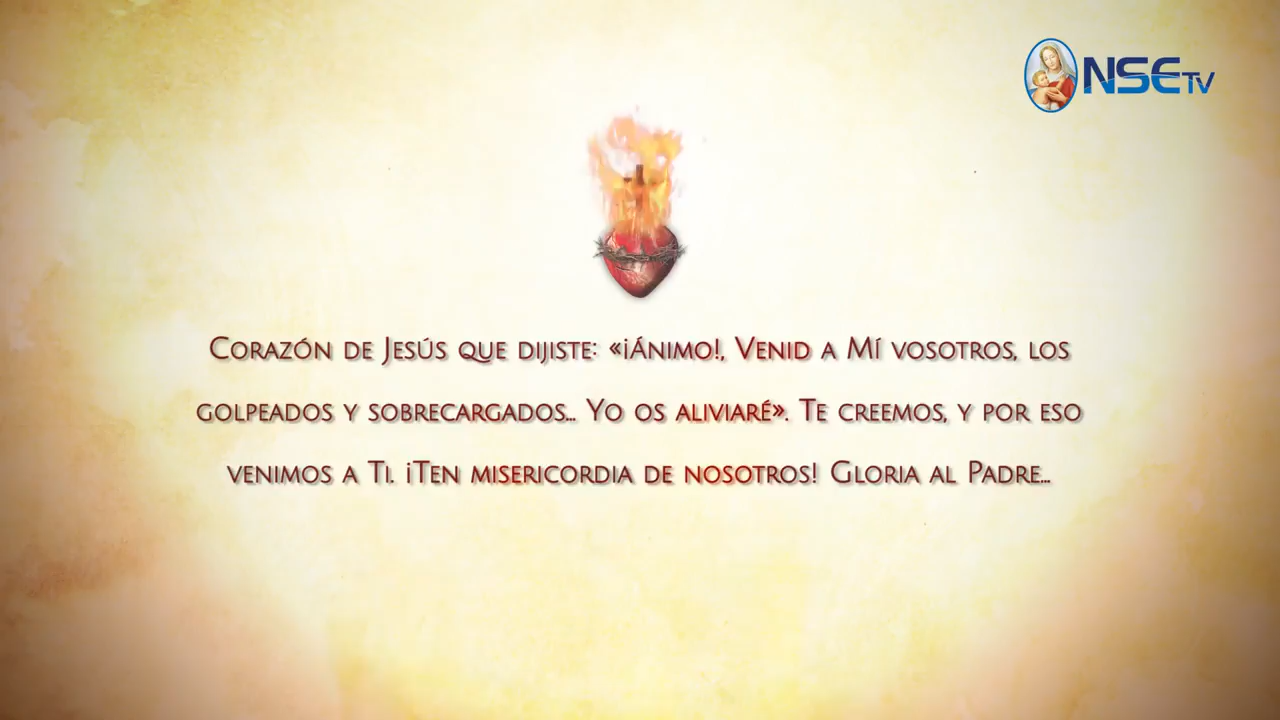 NSETV
Corazón de Jesús que dijiste: «¡Ánimo!, Venid a Mí vosotros, los
golpeados y sobrecargados... Yo os aliviaré». Te creemos, y por eso
venimos a Ti. ¡Ten misericordia de nosotros! Gloria al Padre...